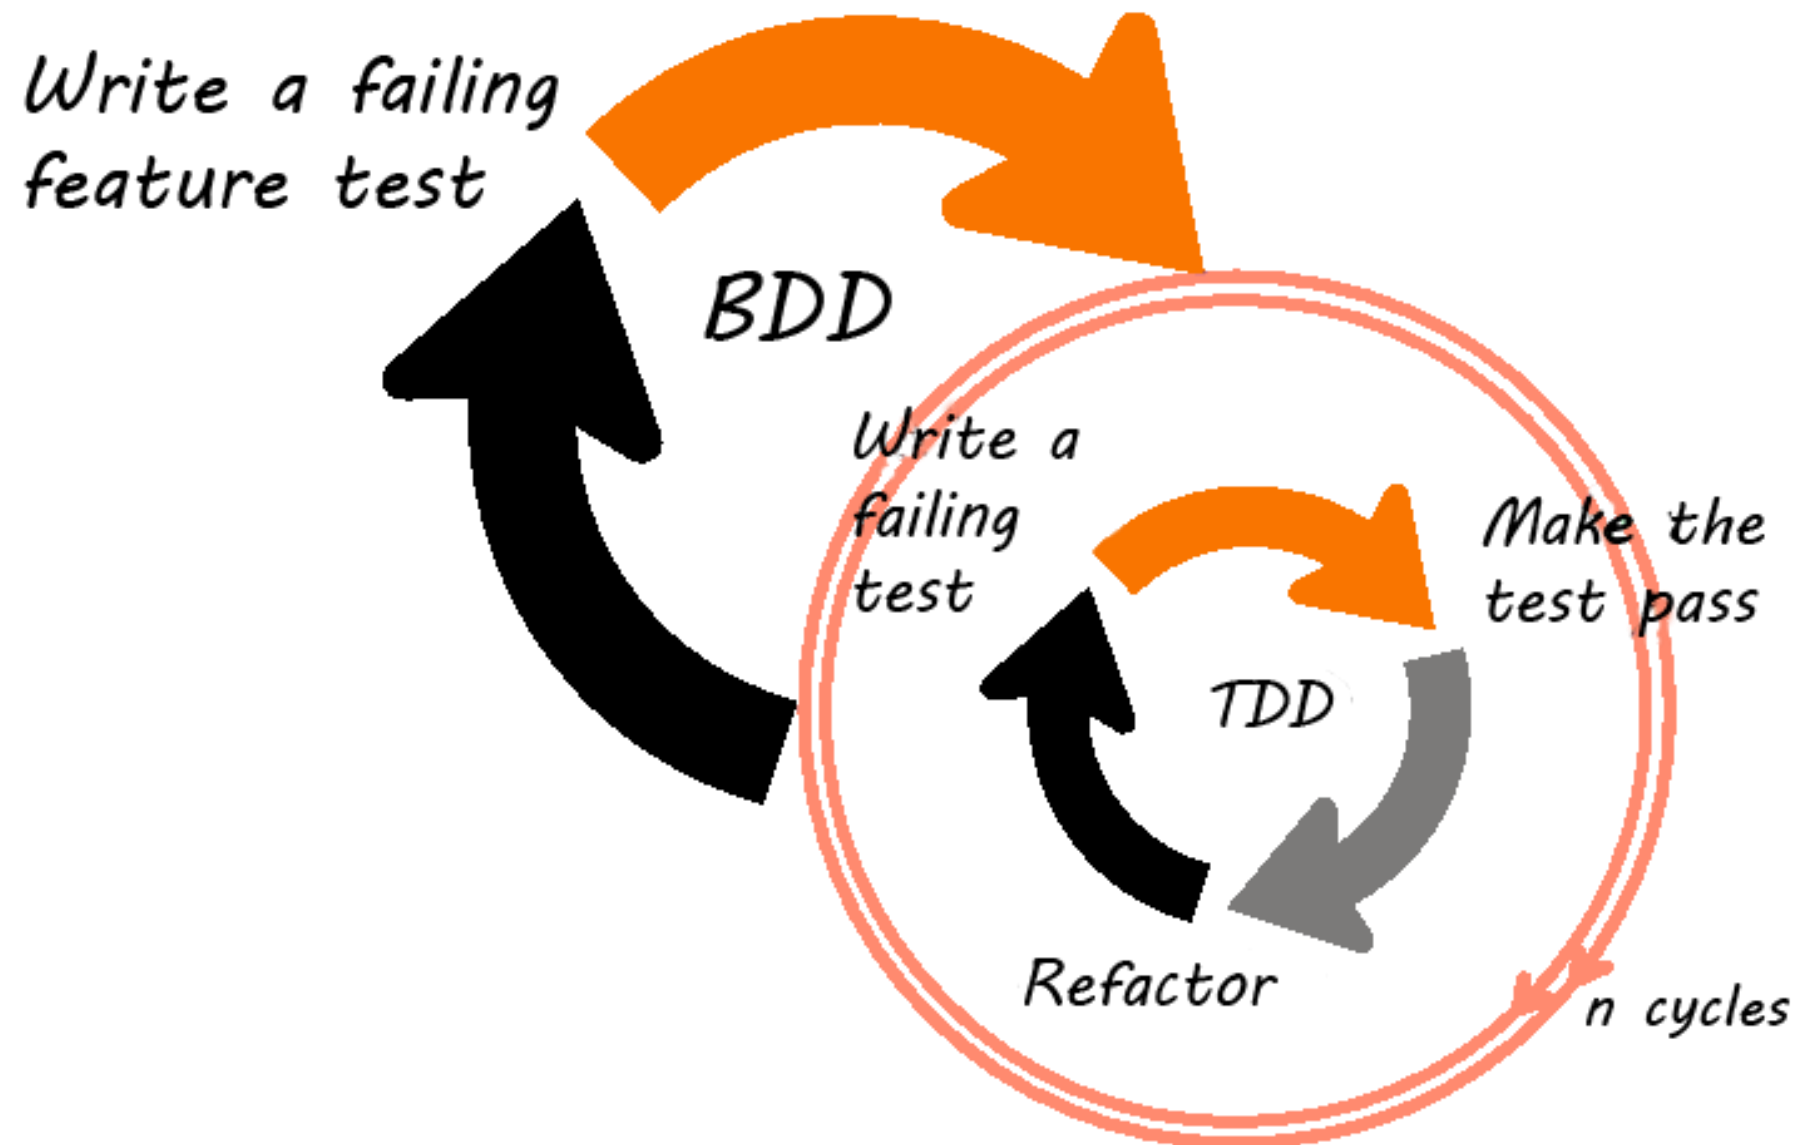 Write a failing
feature test
BDD
Write a
failing
test
Make the
test pass
TDD
Refactor
n cycles